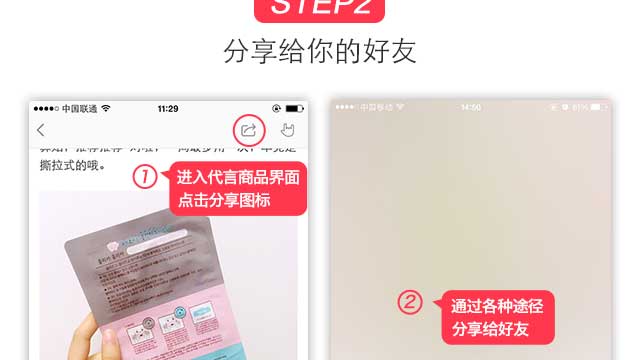 STEP2
分享给你的好友
中国联通
11:29
中国移动
14:50
61%
撕拉式的哦。
1
进入代言商品界面
点击分享图标
2
通过各种途径
分享给好友